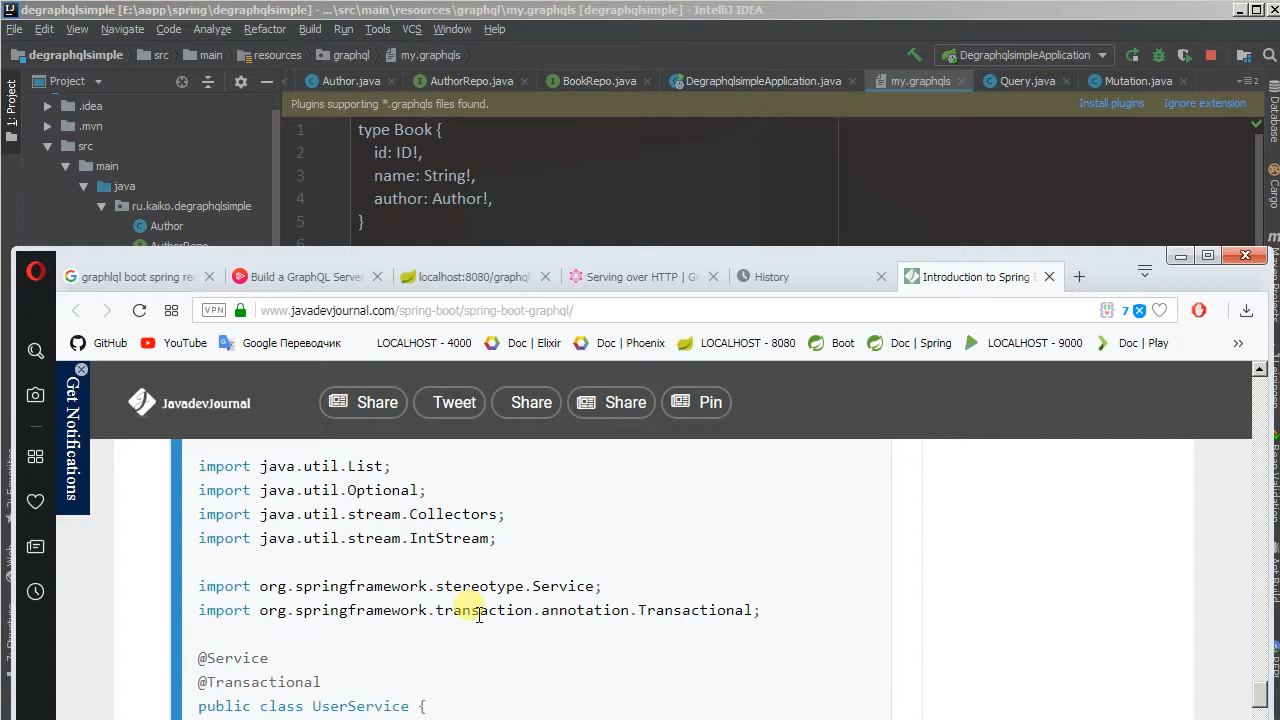 degraphqlsimple [E:\aapp\spring\degraphqlsimple] - ...\src\main\resources\graphql\my.graphqls [degraphqlsimple] - IntelliJ IDEA
File Edit View Navigate Code Analyze Refactor Build Run Tools VCS Window Help
degraphqlsimple src main resources graphql my.graphqls DegraphqlsimpleApplication
1: Project
Project Author.java AuthorRepo.java BookRepo.java DegraphqlsimpleApplication.java my.graphqls Query.java Mutation.java
.idea
.mvn
src
main
java
ru.kaiko.degraphqlsimple
Author
Plugins supporting *.graphqls files found. Install plugins Ignore extension
1 type Book {
2 id: ID!,
3 name: String!,
4 author: Author!,
5 }
Database
Cargo
graphlql boot spring re Build a GraphQL Serve localhost:8080/graphql Serving over HTTP | G History Introduction to Spring
VPN www.javadevjournal.com/spring-boot/spring-boot-graphql/ 7
GitHub YouTube Google Переводчик LOCALHOST - 4000 Doc | Elixir Doc | Phoenix LOCALHOST - 8080 Boot Doc | Spring LOCALHOST - 9000 Doc | Play
Get Notifications
JavadevJournal Share Tweet Share Share Pin
import java.util.List;
import java.util.Optional;
import java.util.stream.Collectors;
import java.util.stream.IntStream;
import org.springframework.stereotype.Service;
import org.springframework.transaction.annotation.Transactional;
@Service
@Transactional
public class UserService {